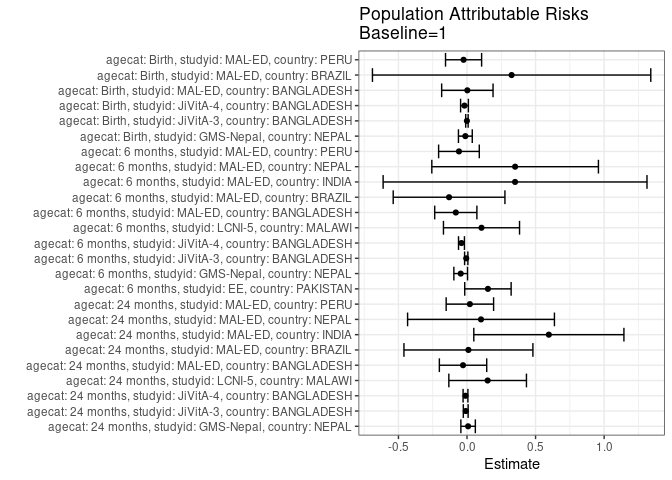 Population Attributable Risks
Baseline=1
agecat: Birth, studyid: MAL-ED, country: PERU
agecat: Birth, studyid: MAL-ED, country: BRAZIL
agecat: Birth, studyid: MAL-ED, country: BANGLADESH
agecat: Birth, studyid: JiVitA-4, country: BANGLADESH
agecat: Birth, studyid: JiVitA-3, country: BANGLADESH
agecat: Birth, studyid: GMS-Nepal, country: NEPAL
agecat: 6 months, studyid: MAL-ED, country: PERU
agecat: 6 months, studyid: MAL-ED, country: NEPAL
agecat: 6 months, studyid: MAL-ED, country: INDIA
agecat: 6 months, studyid: MAL-ED, country: BRAZIL
agecat: 6 months, studyid: MAL-ED, country: BANGLADESH
agecat: 6 months, studyid: LCNI-5, country: MALAWI
agecat: 6 months, studyid: JiVitA-4, country: BANGLADESH
agecat: 6 months, studyid: JiVitA-3, country: BANGLADESH
agecat: 6 months, studyid: GMS-Nepal, country: NEPAL
agecat: 6 months, studyid: EE, country: PAKISTAN
agecat: 24 months, studyid: MAL-ED, country: PERU
agecat: 24 months, studyid: MAL-ED, country: NEPAL
agecat: 24 months, studyid: MAL-ED, country: INDIA
agecat: 24 months, studyid: MAL-ED, country: BRAZIL
agecat: 24 months, studyid: MAL-ED, country: BANGLADESH
agecat: 24 months, studyid: LCNI-5, country: MALAWI
agecat: 24 months, studyid: JiVitA-4, country: BANGLADESH
agecat: 24 months, studyid: JiVitA-3, country: BANGLADESH
agecat: 24 months, studyid: GMS-Nepal, country: NEPAL
-0.5 0.0 0.5 1.0
Estimate